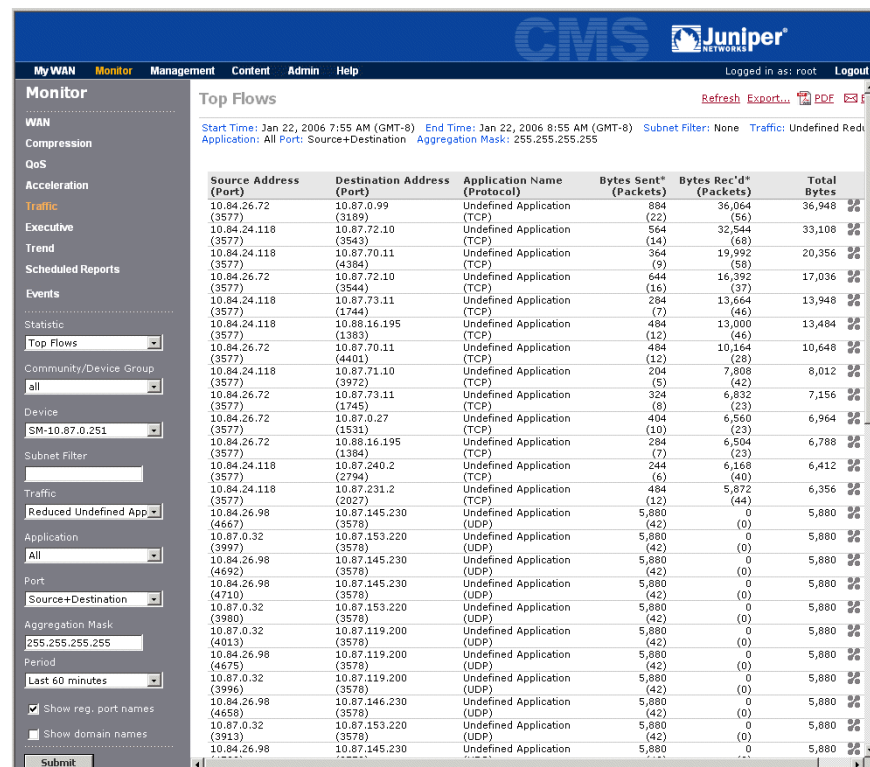 CMS
Juniper
NETWORKS
My WAN Monitor Management Content Admin Help
Logged in as: root Logout
Monitor
WAN
Compression
QoS
Acceleration
Traffic
Executive
Trend
Scheduled Reports
Events
Statistic
Top Flows
Community/Device Group
all
Device
SM-10.87.0.251
Subnet Filter
Traffic
Reduced Undefined App
Application
All
Port
Source+Destination
Aggregation Mask
255.255.255.255
Period
Last 60 minutes
Show reg. port names
Show domain names
Submit
Top Flows
Refresh Export... PDF
Start Time: Jan 22, 2006 7:55 AM (GMT-8) End Time: Jan 22, 2006 8:55 AM (GMT-8) Subnet Filter: None Traffic: Undefined Redu
Application: All Port: Source+Destination Aggregation Mask: 255.255.255.255
Source Address Destination Address Application Name Bytes Sent* Bytes Rec'd* Total
(Port) (Port) (Protocol) (Packets) (Packets) Bytes
10.84.26.72 10.87.0.99 Undefined Application 884 36,064 36,948
(3577) (3189) (TCP) (22) (56)
10.84.24.118 10.87.72.10 Undefined Application 564 32,544 33,108
(3577) (3543) (TCP) (14) (68)
10.84.24.118 10.87.70.11 Undefined Application 364 19,992 20,356
(3577) (4384) (TCP) (9) (58)
10.84.26.72 10.87.72.10 Undefined Application 644 16,392 17,036
(3577) (3544) (TCP) (16) (37)
10.84.24.118 10.87.73.11 Undefined Application 284 13,664 13,948
(3577) (1744) (TCP) (7) (46)
10.84.24.118 10.88.16.195 Undefined Application 484 13,000 13,484
(3577) (1383) (TCP) (12) (46)
10.84.26.72 10.87.70.11 Undefined Application 484 10,164 10,648
(3577) (4401) (TCP) (12) (28)
10.84.24.118 10.87.71.10 Undefined Application 204 7,808 8,012
(3577) (3972) (TCP) (5) (42)
10.84.26.72 10.87.73.11 Undefined Application 324 6,832 7,156
(3577) (1745) (TCP) (8) (23)
10.84.26.72 10.87.0.27 Undefined Application 404 6,560 6,964
(3577) (1531) (TCP) (10) (23)
10.84.26.72 10.88.16.195 Undefined Application 284 6,504 6,788
(3577) (1384) (TCP) (7) (23)
10.84.24.118 10.87.240.2 Undefined Application 244 6,168 6,412
(3577) (2794) (TCP) (6) (40)
10.84.24.118 10.87.231.2 Undefined Application 484 5,872 6,356
(3577) (2027) (TCP) (12) (44)
10.84.26.98 10.87.145.230 Undefined Application 5,880 0 5,880
(4667) (3578) (UDP) (42) (0)
10.87.0.32 10.87.153.220 Undefined Application 5,880 0 5,880
(3997) (3578) (UDP) (42) (0)
10.84.26.98 10.87.145.230 Undefined Application 5,880 0 5,880
(4692) (3578) (UDP) (42) (0)
10.84.26.98 10.87.145.230 Undefined Application 5,880 0 5,880
(4710) (3578) (UDP) (42) (0)
10.87.0.32 10.87.153.220 Undefined Application 5,880 0 5,880
(3980) (3578) (UDP) (42) (0)
10.87.0.32 10.87.119.200 Undefined Application 5,880 0 5,880
(4013) (3578) (UDP) (42) (0)
10.84.26.98 10.87.119.200 Undefined Application 5,880 0 5,880
(4675) (3578) (UDP) (42) (0)
10.87.0.32 10.87.119.200 Undefined Application 5,880 0 5,880
(3996) (3578) (UDP) (42) (0)
10.84.26.98 10.87.146.230 Undefined Application 5,880 0 5,880
(4658) (3578) (UDP) (42) (0)
10.87.0.32 10.87.153.220 Undefined Application 5,880 0 5,880
(3913) (3578) (UDP) (42) (0)
10.84.26.98 10.87.145.230 Undefined Application 5,880 0 5,880